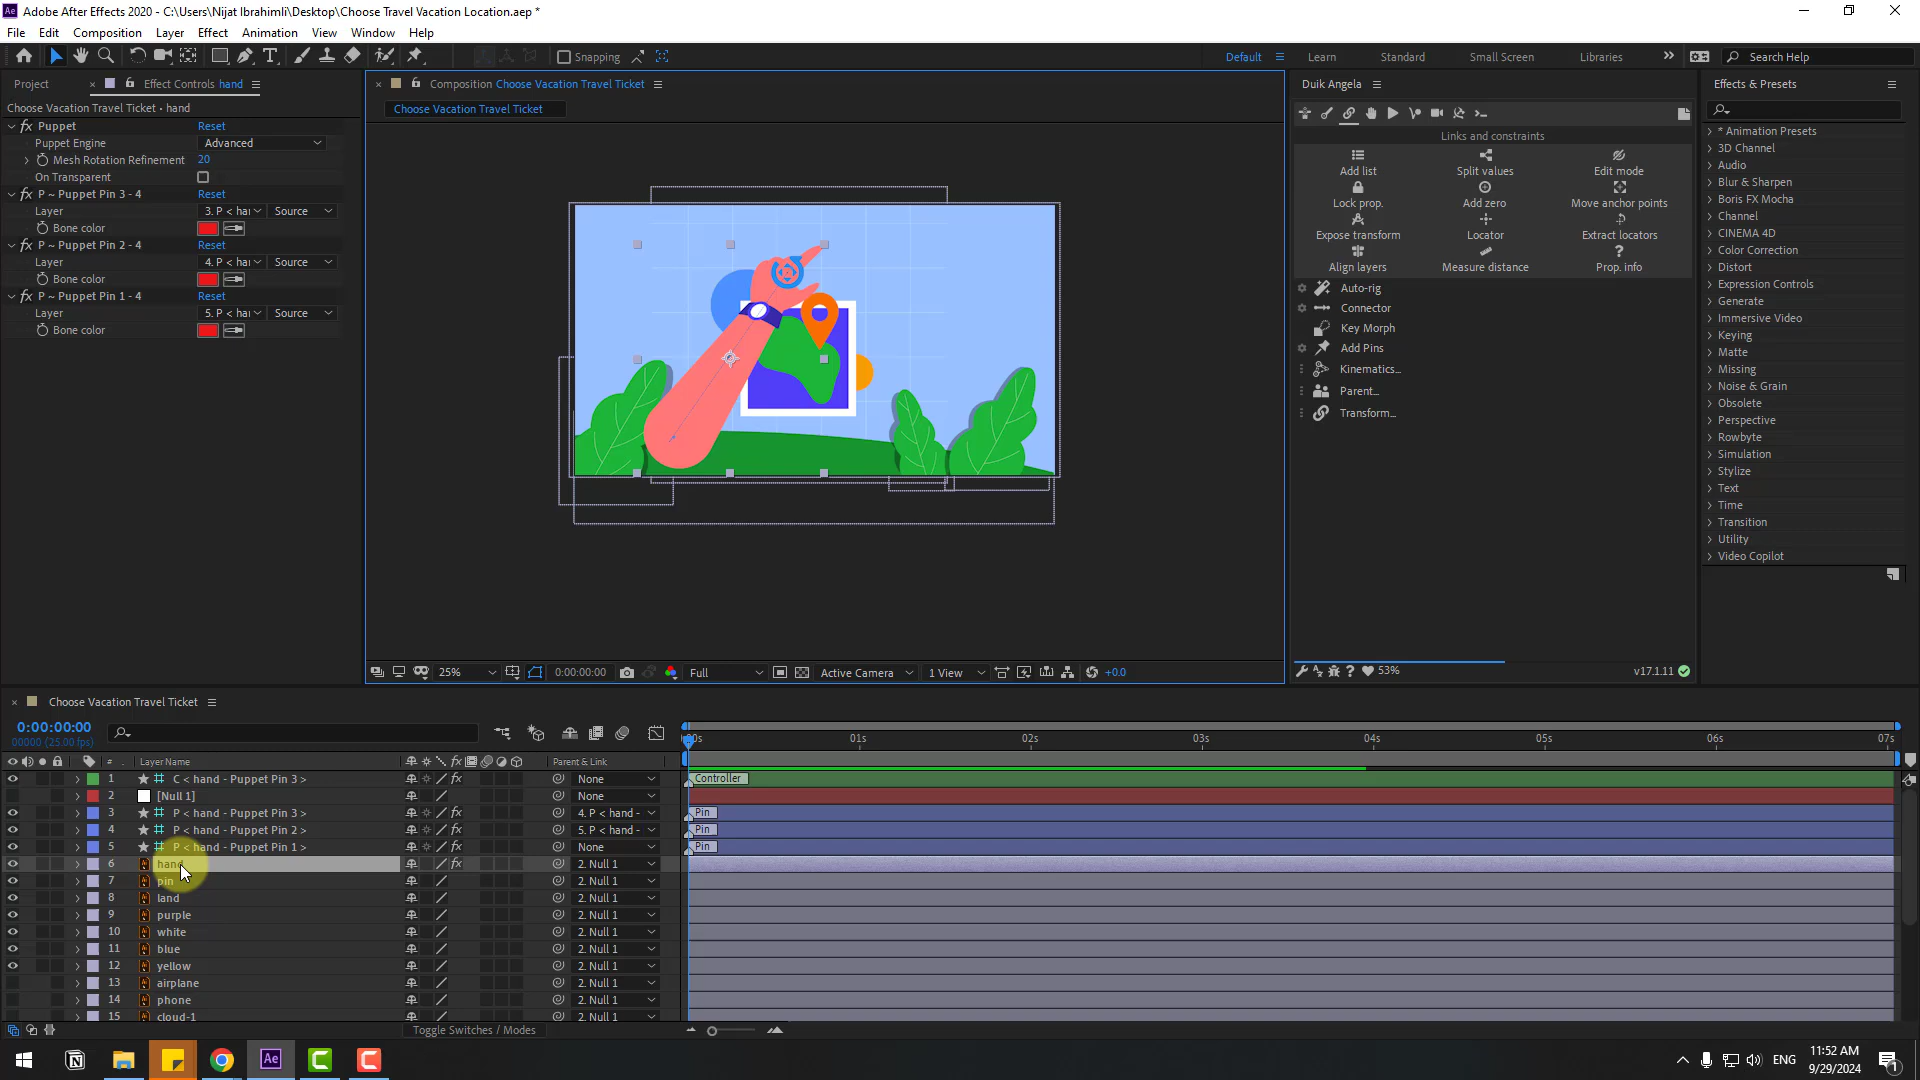 Adobe After Effects 2020 - C:\Users\Nijat Ibrahimli\Desktop\Choose Travel Vacation Location.aep *
File Edit Composition Layer Effect Animation View Window Help
Snapping
Default Learn Standard Small Screen Libraries Search Help
Project Effect Controls hand
Choose Vacation Travel Ticket • hand
fx Puppet Reset
Puppet Engine Advanced
Mesh Rotation Refinement 20
On Transparent
fx P ~ Puppet Pin 3 - 4 Reset
Layer 3. P < hai Source
Bone color
fx P ~ Puppet Pin 2 - 4 Reset
Layer 4. P < hai Source
Bone color
fx P ~ Puppet Pin 1 - 4 Reset
Layer 5. P < hai Source
Bone color
Composition Choose Vacation Travel Ticket
Choose Vacation Travel Ticket
25% 0:00:00:00 Full Active Camera 1 View +0.0
Duik Angela
Links and constraints
Add list Split values Edit mode
Lock prop. Add zero Move anchor points
Expose transform Locator Extract locators
Align layers Measure distance Prop. info
Auto-rig
Connector
Key Morph
Add Pins
Kinematics...
Parent...
Transform...
53% v17.1.11
Effects & Presets
* Animation Presets
3D Channel
Audio
Blur & Sharpen
Boris FX Mocha
Channel
CINEMA 4D
Color Correction
Distort
Expression Controls
Generate
Immersive Video
Keying
Matte
Missing
Noise & Grain
Obsolete
Perspective
Rowbyte
Simulation
Stylize
Text
Time
Transition
Utility
Video Copilot
Choose Vacation Travel Ticket
0:00:00:00
00000 (25.00 fps)
# Layer Name Parent & Link
00s 01s 02s 03s 04s 05s 06s 07s
1 C < hand - Puppet Pin 3 > None Controller
2 [Null 1] None
3 P < hand - Puppet Pin 3 > 4. P < hand - Pin
4 P < hand - Puppet Pin 2 > 5. P < hand - Pin
5 P < hand - Puppet Pin 1 > None Pin
6 hand 2. Null 1
7 pin 2. Null 1
8 land 2. Null 1
9 purple 2. Null 1
10 white 2. Null 1
11 blue 2. Null 1
12 yellow 2. Null 1
13 airplane 2. Null 1
14 phone 2. Null 1
15 cloud-1 2. Null 1
Toggle Switches / Modes
ENG
11:52 AM
9/29/2024
1